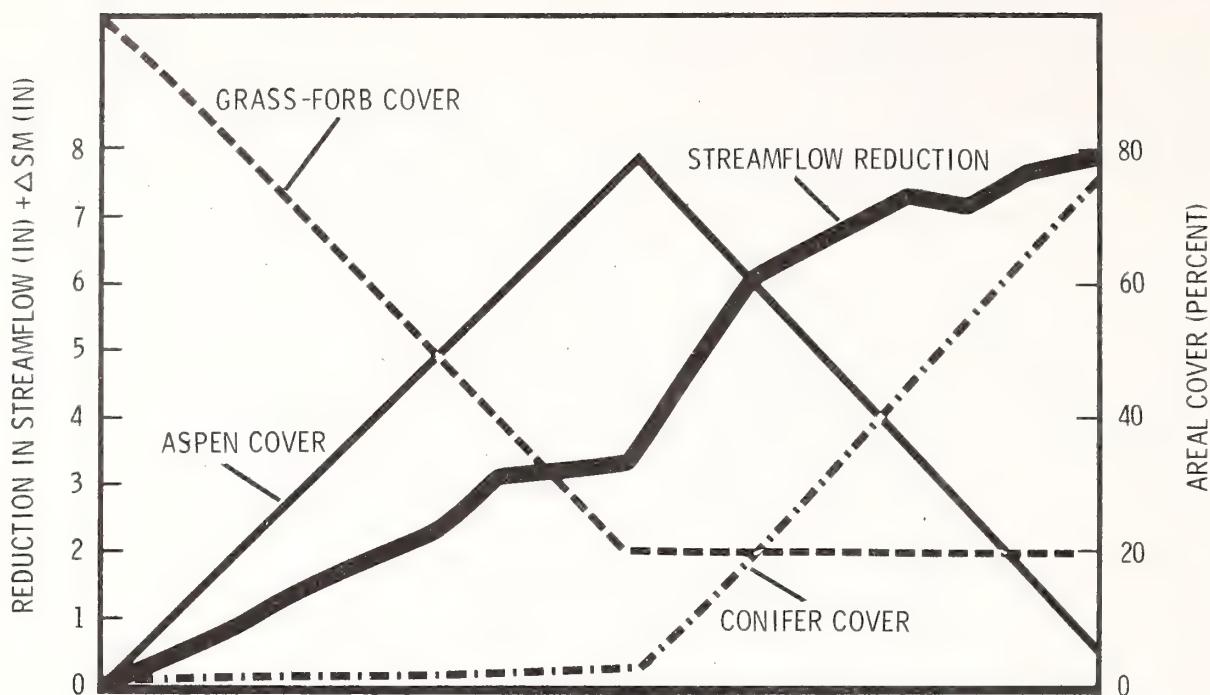 REDUCTION IN STREAMFLOW (IN) + Δ SM (IN)
8
7
6
5
4
3
2
1
0
GRASS-FORB COVER
STREAMFLOW REDUCTION
ASPEN COVER
CONIFER COVER
80
60
40
20
0
AREAL COVER (PERCENT)